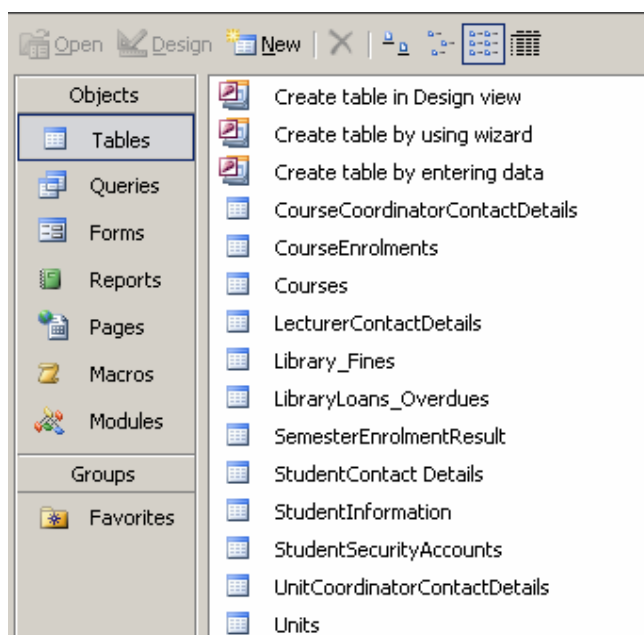 Open Design New
Objects
Tables
Queries
Forms
Reports
Pages
Macros
Modules
Groups
Favorites
Create table in Design view
Create table by using wizard
Create table by entering data
CourseCoordinatorContactDetails
CourseEnrolments
Courses
LecturerContactDetails
Library_Fines
LibraryLoans_Overdues
SemesterEnrolmentResult
StudentContact Details
StudentInformation
StudentSecurityAccounts
UnitCoordinatorContactDetails
Units